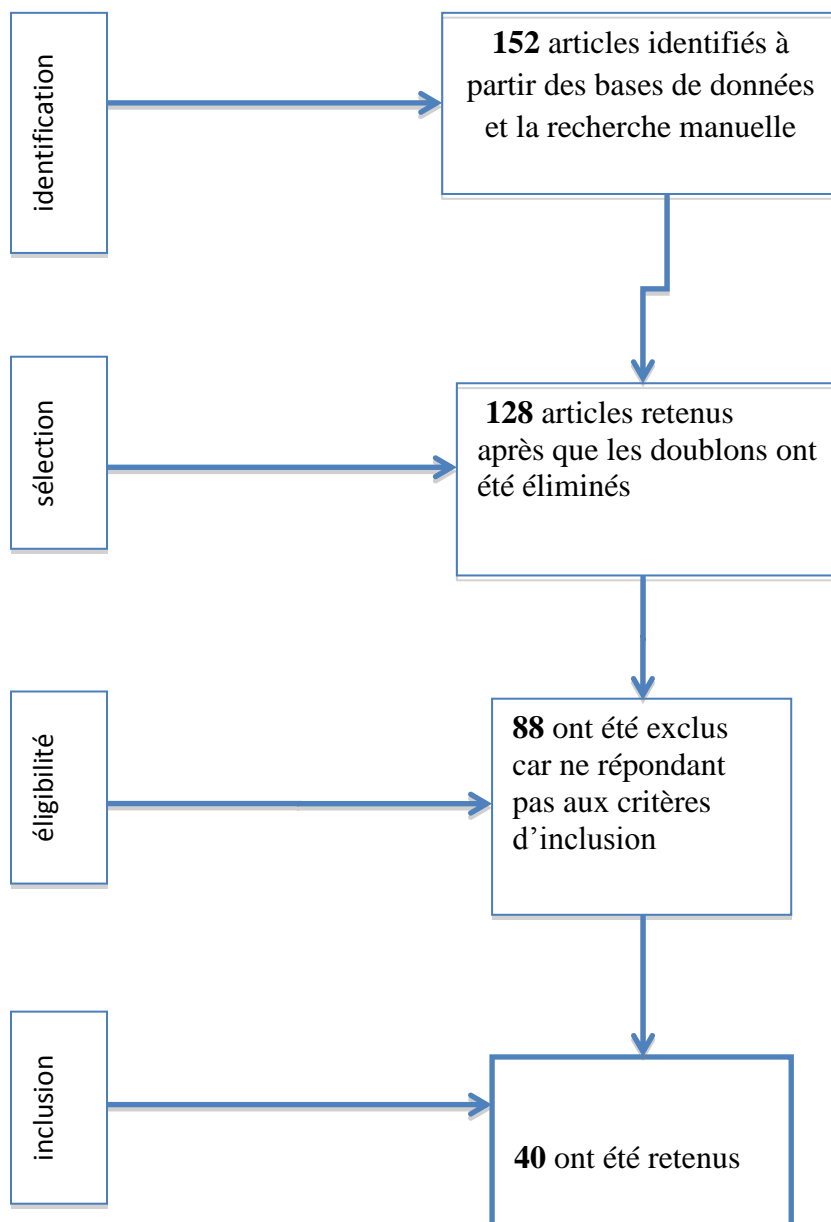 identification
152 articles identifiés à
partir des bases de données
et la recherche manuelle
sélection
128 articles retenus
après que les doublons ont
été éliminés
éligibilité
88 ont été exclus
car ne répondant
pas aux critères
d’inclusion
inclusion
40 ont été retenus